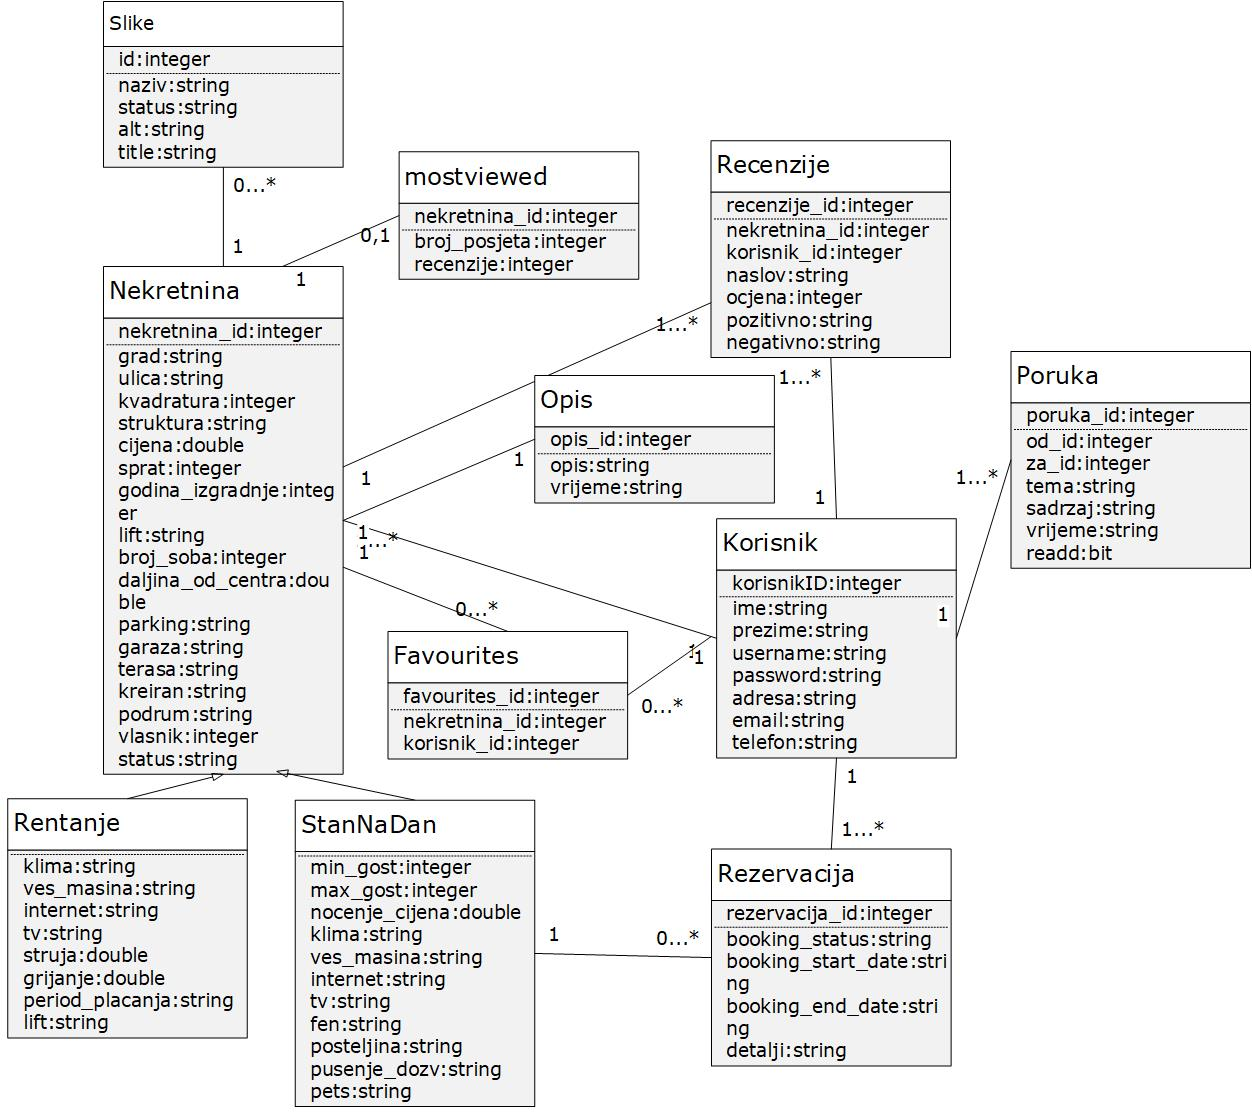 Slike
id:integer
naziv:string
status:string
alt:string
title:string
0...*
1
mostviewed
nekretnina_id:integer
broj_posjeta:integer
recenzije:integer
0,1
1
Recenzije
recenzije_id:integer
nekretnina_id:integer
korisnik_id:integer
naslov:string
ocjena:integer
pozitivno:string
negativno:string
1...*
1...*
Nekretnina
nekretnina_id:integer
grad:string
ulica:string
kvadratura:integer
struktura:string
cijena:double
sprat:integer
godina_izgradnje:integ
er
lift:string
broj_soba:integer
daljina_od_centra:dou
ble
parking:string
garaza:string
terasa:string
kreiran:string
podrum:string
vlasnik:integer
status:string
1
1
1...*
1
Opis
opis_id:integer
opis:string
vrijeme:string
1
Poruka
poruka_id:integer
od_id:integer
za_id:integer
tema:string
sadrzaj:string
vrijeme:string
readd:bit
1...*
1
Korisnik
korisnikID:integer
ime:string
prezime:string
username:string
password:string
adresa:string
email:string
telefon:string
1
1
1
0...*
Favourites
favourites_id:integer
nekretnina_id:integer
korisnik_id:integer
0...*
1
1...*
Rentanje
klima:string
ves_masina:string
internet:string
tv:string
struja:double
grijanje:double
period_placanja:string
lift:string
StanNaDan
min_gost:integer
max_gost:integer
nocenje_cijena:double
klima:string
ves_masina:string
internet:string
tv:string
fen:string
posteljina:string
pusenje_dozv:string
pets:string
1
0...*
Rezervacija
rezervacija_id:integer
booking_status:string
booking_start_date:stri
ng
booking_end_date:stri
ng
detalji:string